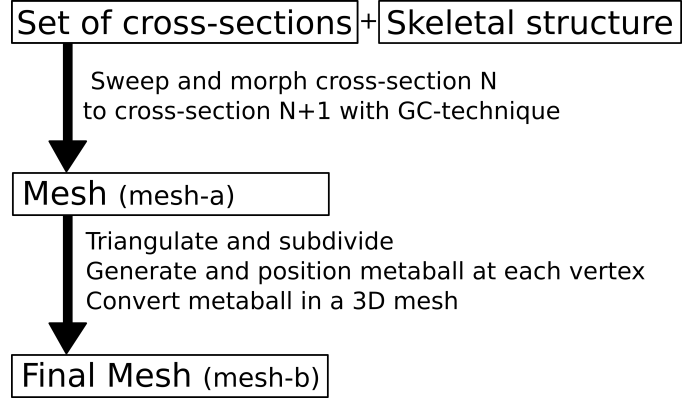 Set of cross-sections + Skeletal structure
Sweep and morph cross-section N
to cross-section N+1 with GC-technique
Mesh (mesh-a)
Triangulate and subdivide
Generate and position metaball at each vertex
Convert metaball in a 3D mesh
Final Mesh (mesh-b)